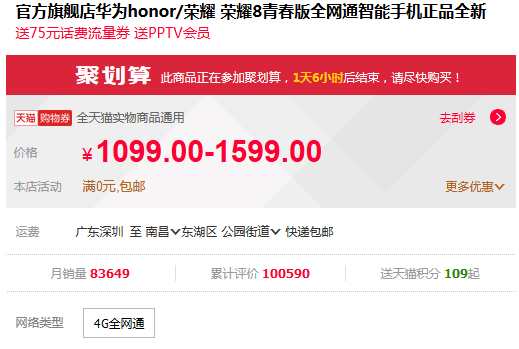 官方旗舰店华为honor/荣耀 荣耀8青春版全网通智能手机正品全新
送75元话费流量券 送PPTV会员
聚划算 此商品正在参加聚划算，1天6小时后结束，请尽快购买！
天猫 购物券 全天猫实物商品通用 去刮券
价格 ¥1099.00-1599.00
本店活动 满0元,包邮 更多优惠
运费 广东深圳 至 南昌 东湖区 公园街道 快递包邮
月销量 83649 累计评价 100590 送天猫积分 109起
网络类型 4G全网通